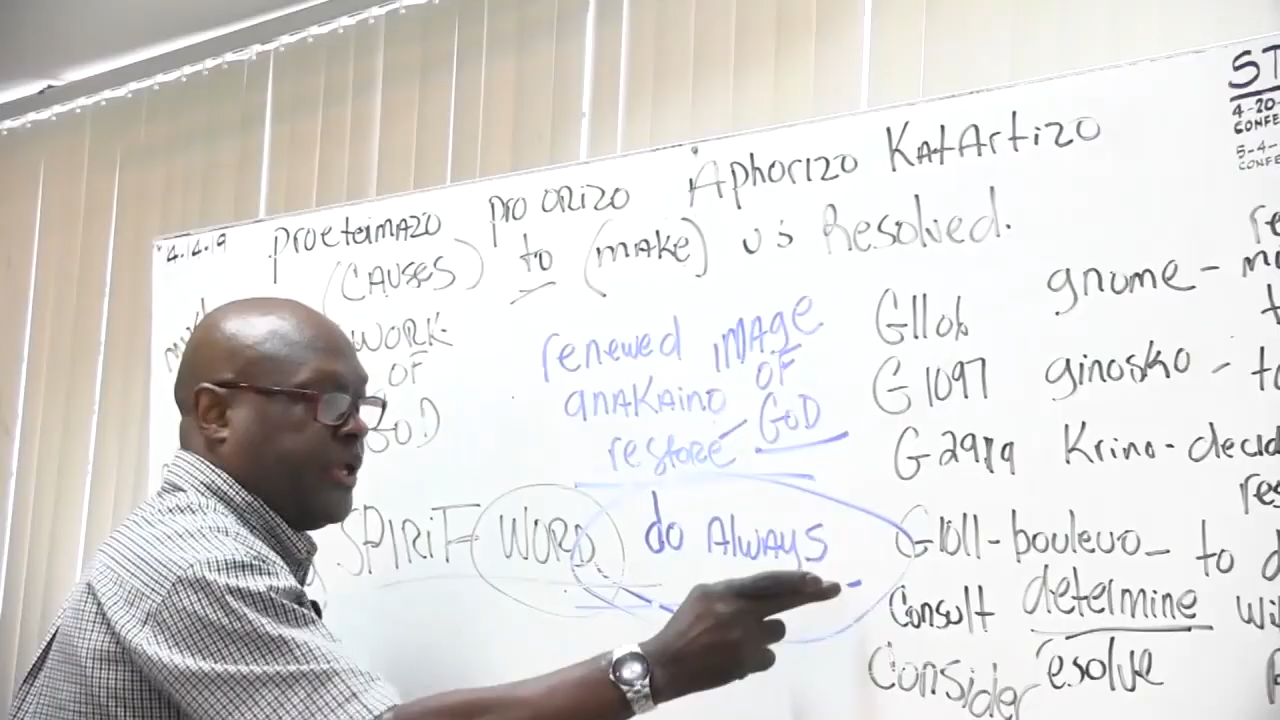 4.14.19 proeteimazo pro orizo Aphorizo KatArtizo
(CAUSES) to (make) us Resolved.
WORK
OF
GOD
renewed IMAge
OF
anAKAino GOD
restore
SPIRIT WORD do AlwAys
G1106 gnome -
G1097 ginosko - to
G2919 Krino - decid
G1011 - bouleuo - to
Consult determine
Consider resolve
ST
4-20
CONFE
5-4-
CONFE